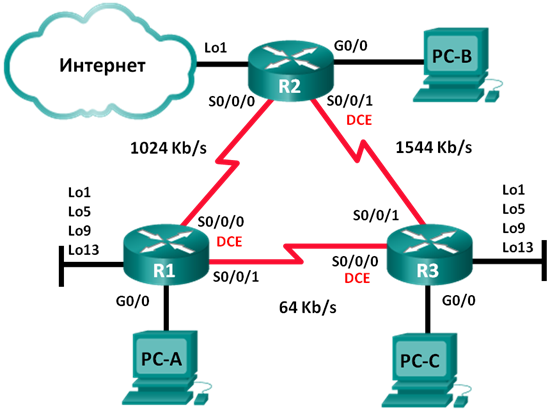 Интернет
Lo1
G0/0
PC-B
R2
S0/0/0
S0/0/1
DCE
1024 Kb/s
1544 Kb/s
Lo1
Lo5
Lo9
Lo13
S0/0/0
DCE
R1
S0/0/1
G0/0
PC-A
64 Kb/s
S0/0/1
S0/0/0
DCE
R3
Lo1
Lo5
Lo9
Lo13
G0/0
PC-C